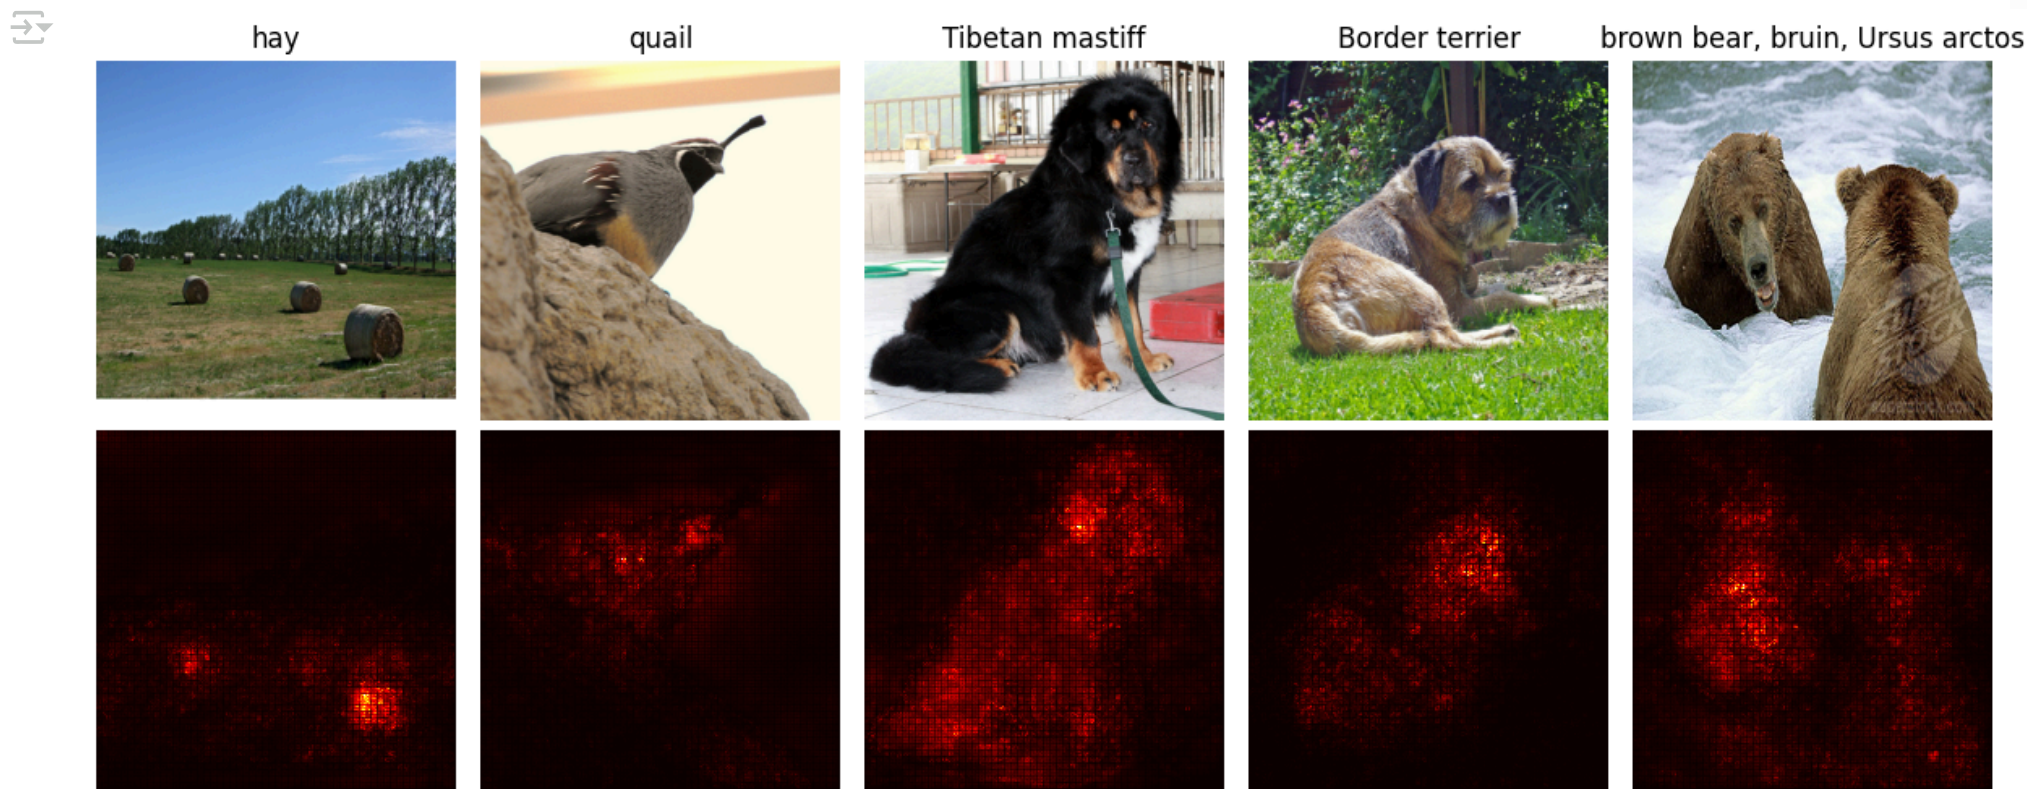 hay
quail
Tibetan mastiff
Border terrier
brown bear, bruin, Ursus arctos